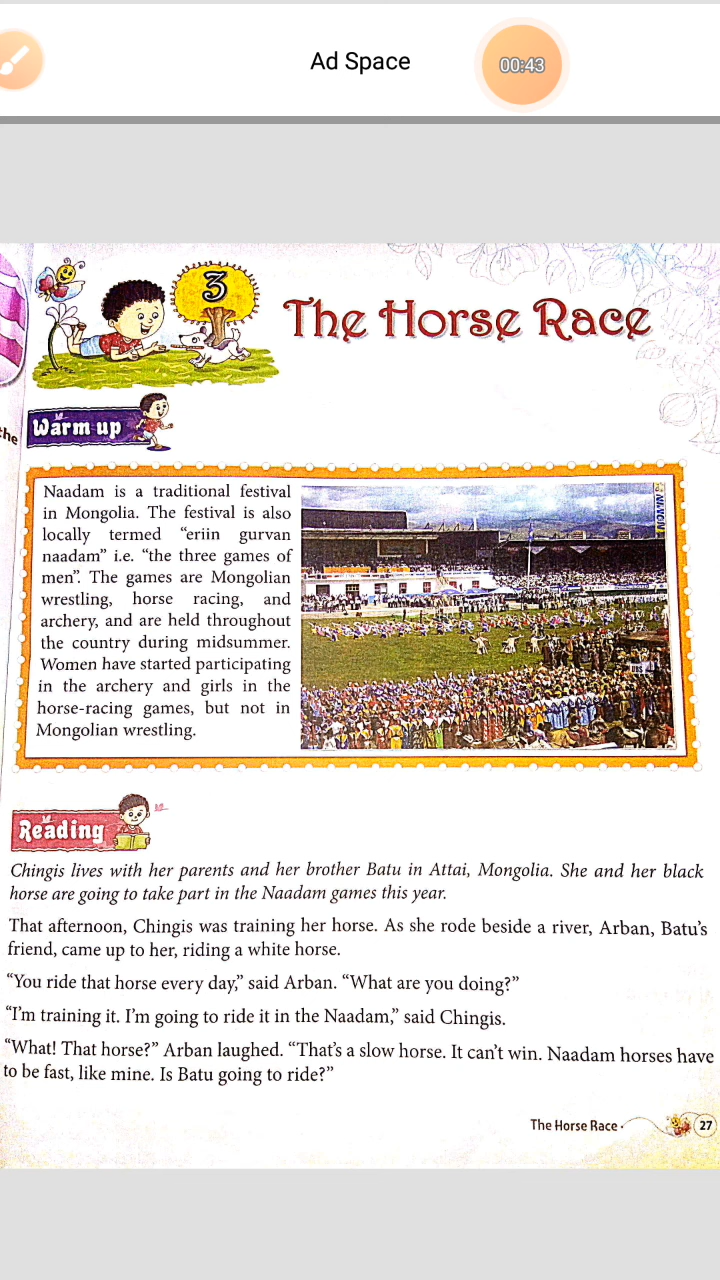 Ad Space
00:43
3
The Horse Race
the
Warm up
Naadam is a traditional festival
in Mongolia. The festival is also
locally termed “eriin gurvan
naadam” i.e. “the three games of
men”. The games are Mongolian
wrestling, horse racing, and
archery, and are held throughout
the country during midsummer.
Women have started participating
in the archery and girls in the
horse-racing games, but not in
Mongolian wrestling.
UBS
Reading
Chingis lives with her parents and her brother Batu in Attai, Mongolia. She and her black
horse are going to take part in the Naadam games this year.
That afternoon, Chingis was training her horse. As she rode beside a river, Arban, Batu’s
friend, came up to her, riding a white horse.
“You ride that horse every day,” said Arban. “What are you doing?”
“I’m training it. I’m going to ride it in the Naadam,” said Chingis.
“What! That horse?” Arban laughed. “That’s a slow horse. It can’t win. Naadam horses have
to be fast, like mine. Is Batu going to ride?”
The Horse Race
27